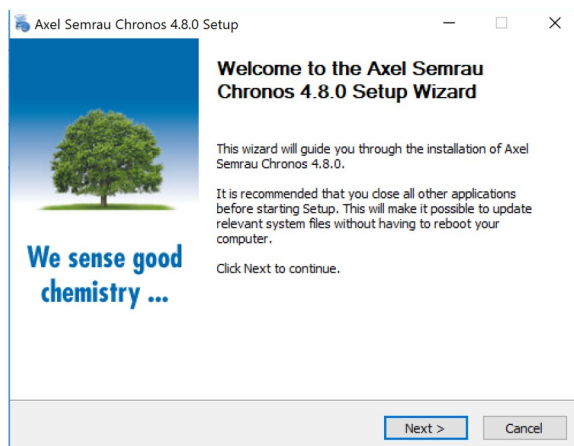 Axel Semrau Chronos 4.8.0 Setup
Welcome to the Axel Semrau
Chronos 4.8.0 Setup Wizard
This wizard will guide you through the installation of Axel
Semrau Chronos 4.8.0.
It is recommended that you close all other applications
before starting Setup. This will make it possible to update
relevant system files without having to reboot your
computer.
Click Next to continue.
We sense good
chemistry ...
Next >
Cancel